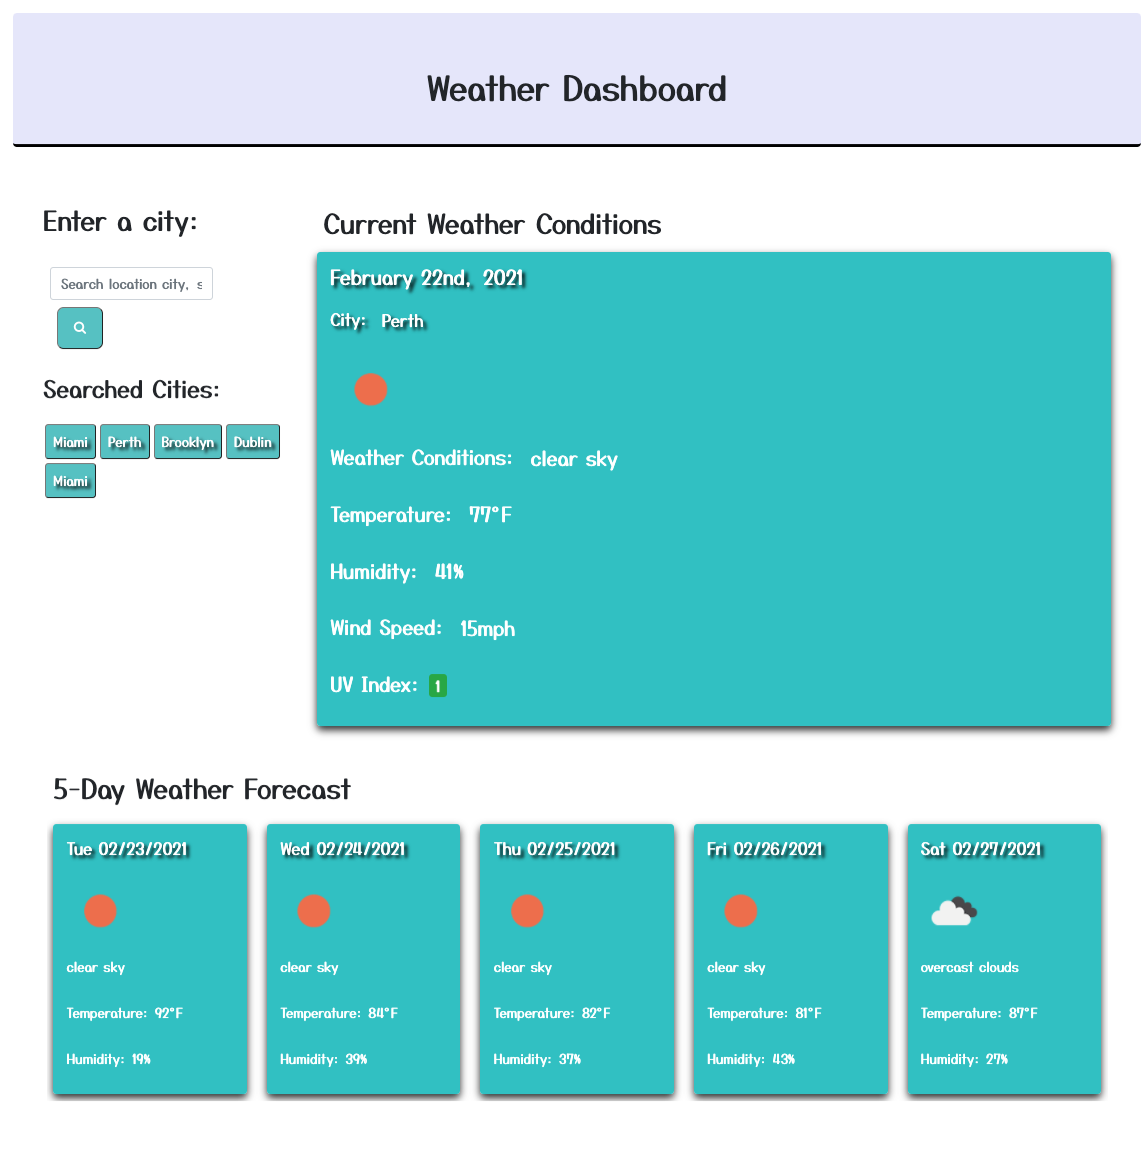 Weather Dashboard
Enter a city:
Search location city, s
Searched Cities:
Miami Perth Brooklyn Dublin
Miami
Current Weather Conditions
February 22nd, 2021
City: Perth
Weather Conditions: clear sky
Temperature: 77°F
Humidity: 41%
Wind Speed: 15mph
UV Index: 1
5-Day Weather Forecast
Tue 02/23/2021
clear sky
Temperature: 92°F
Humidity: 19%
Wed 02/24/2021
clear sky
Temperature: 84°F
Humidity: 39%
Thu 02/25/2021
clear sky
Temperature: 82°F
Humidity: 37%
Fri 02/26/2021
clear sky
Temperature: 81°F
Humidity: 43%
Sat 02/27/2021
overcast clouds
Temperature: 87°F
Humidity: 27%